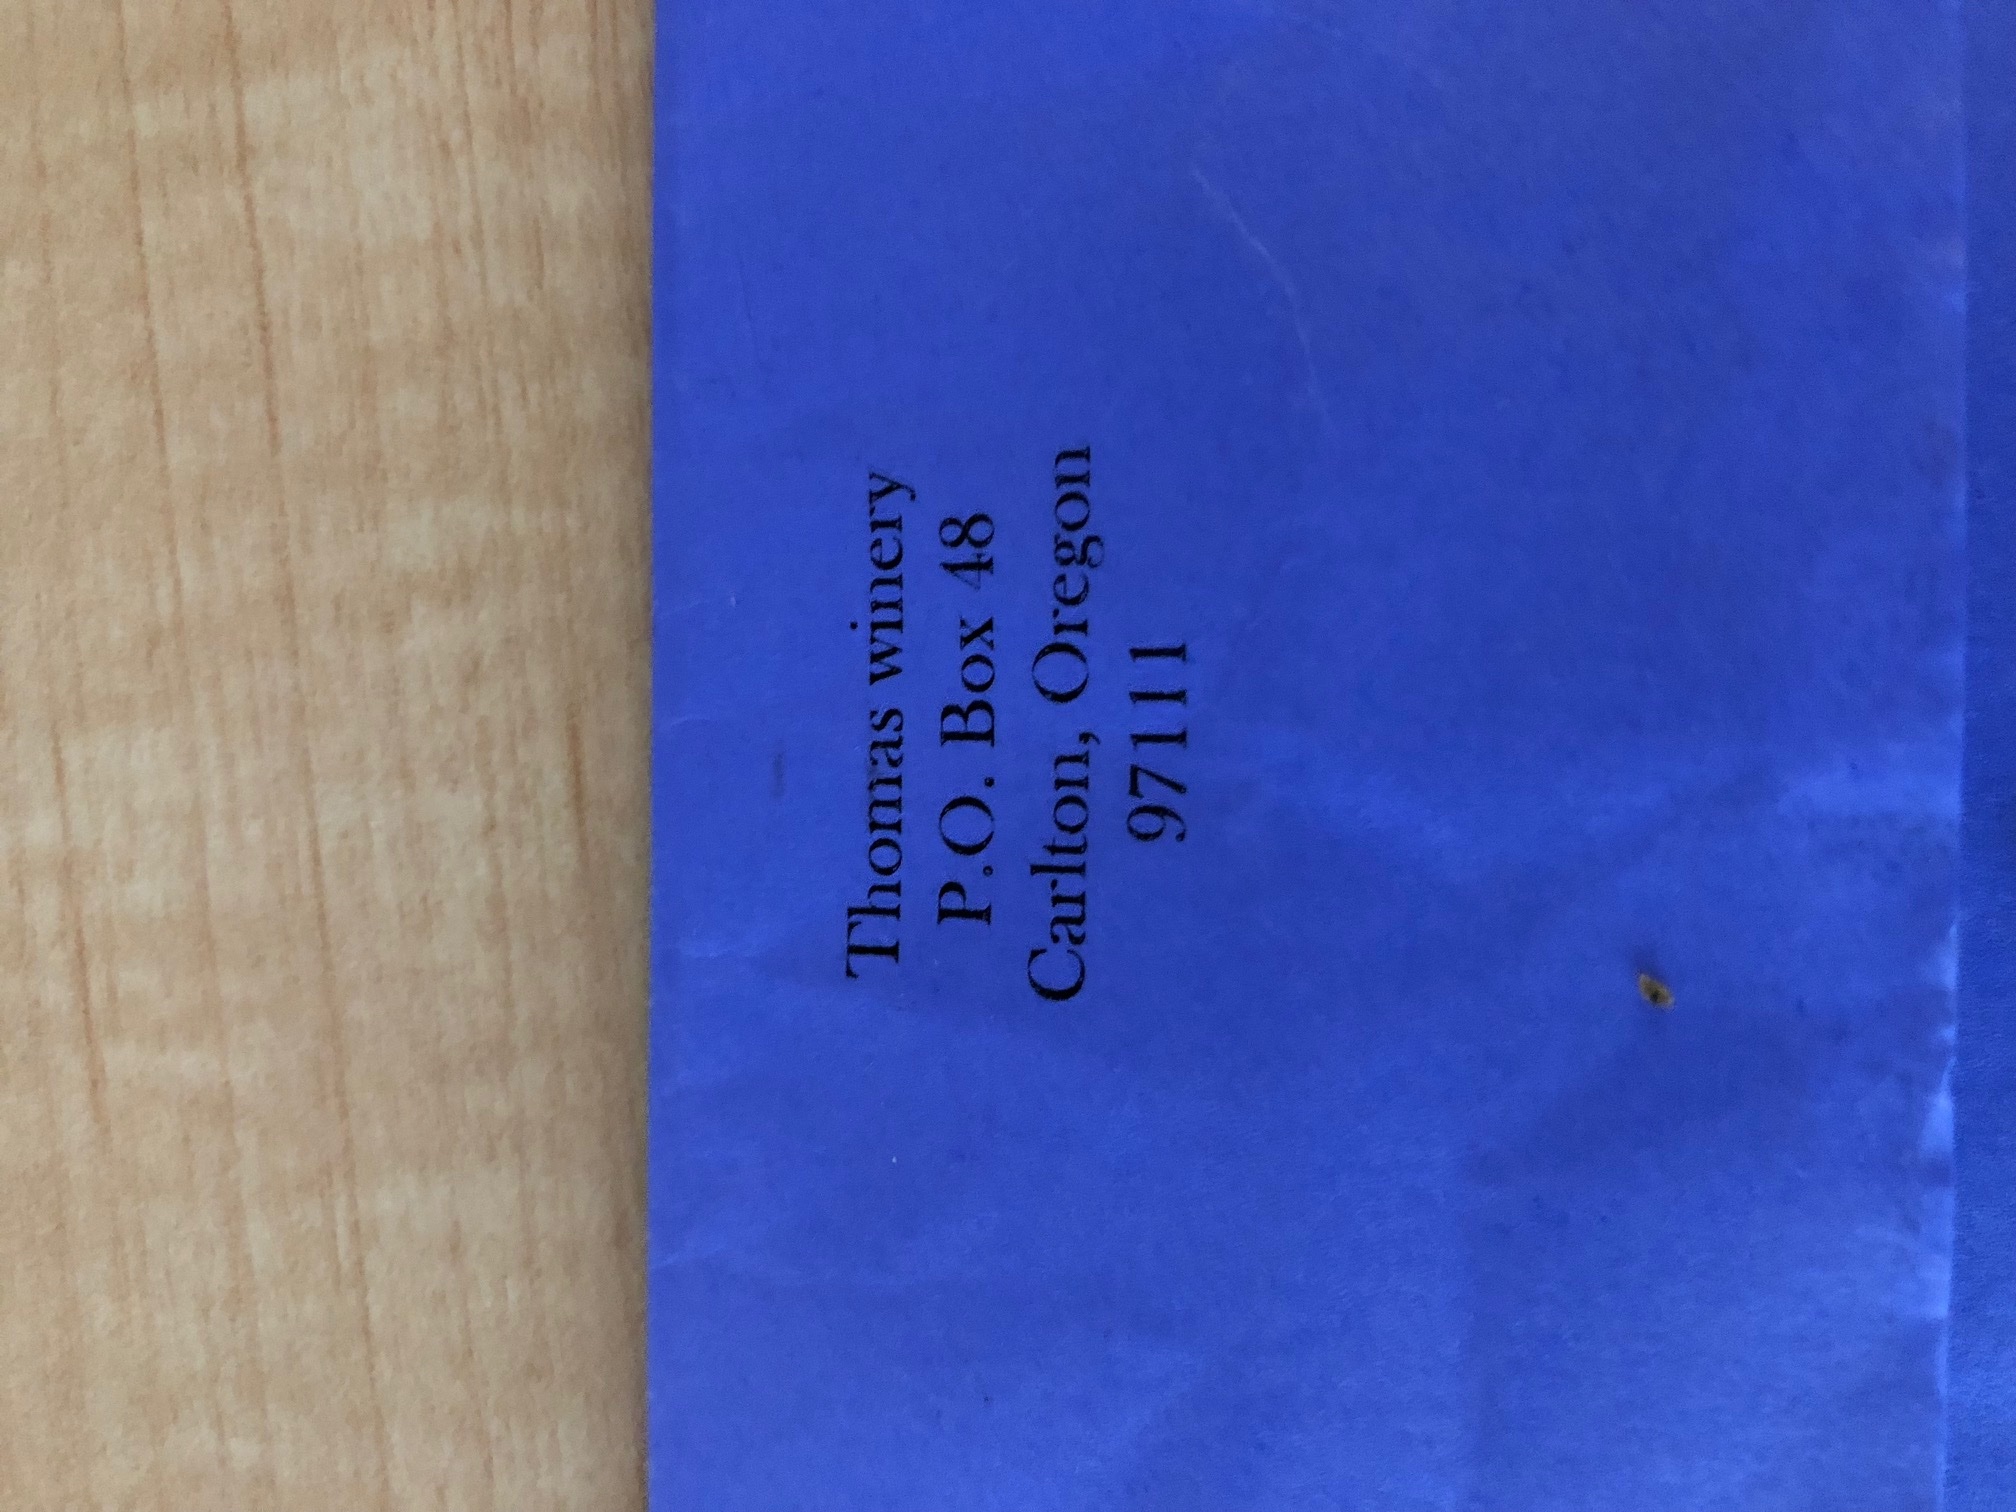 Thomas winery
P.O. Box 48
Carlton, Oregon
97111